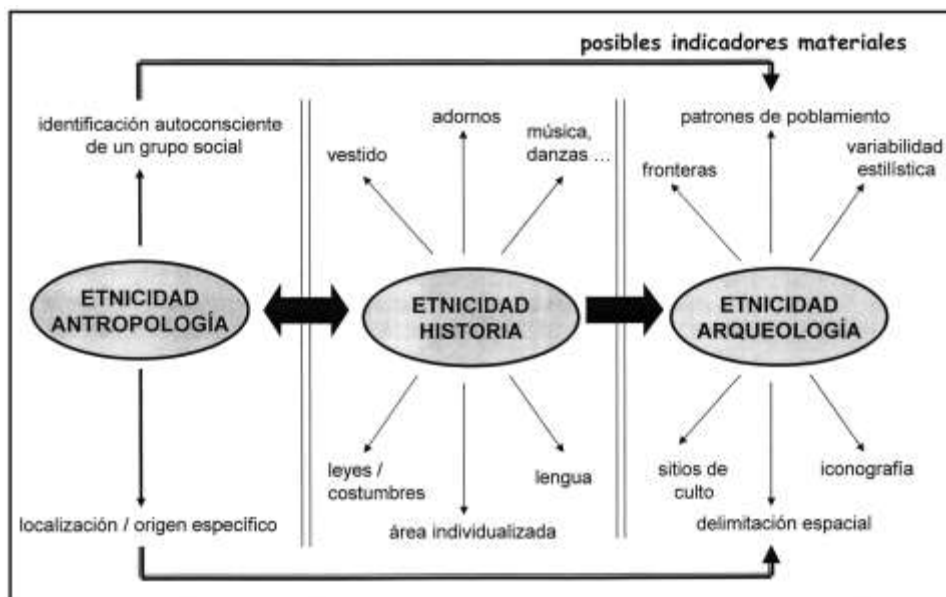 posibles indicadores materiales
identificación autoconsciente
de un grupo social
vestido
adornos
música,
danzas ...
fronteras
patrones de poblamiento
variabilidad
estilística
ETNICIDAD
ANTROPOLOGÍA
ETNICIDAD
HISTORIA
ETNICIDAD
ARQUEOLOGÍA
localización / origen específico
leyes /
costumbres
área individualizada
lengua
sitios de
culto
delimitación espacial
iconografía